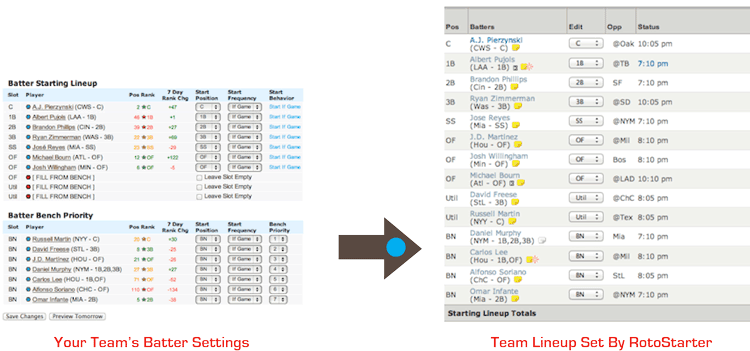 Batter Starting Lineup
Slot Player Pos Rank 7 Day Rank Chg Start Position Start Frequency Start Behavior
C A.J. Pierzynski (CWS - C) 2 C +47 C If Game Start If Game
1B Albert Pujols (LAA - 1B) 48 1B +1 1B If Game Start If Game
2B Brandon Phillips (CIN - 2B) 39 2B +27 2B If Game Start If Game
3B Ryan Zimmerman (WAS - 3B) 3B +69 3B If Game Start If Game
SS José Reyes (MIA - SS) SS -29 SS If Game Start If Game
OF Michael Bourn (ATL - OF) 12 OF +122 OF If Game Start If Game
OF Josh Willingham (MIN - OF) 6 OF OF If Game Start If Game
OF [ FILL FROM BENCH ] Leave Slot Empty
Util [ FILL FROM BENCH ] Leave Slot Empty
Util [ FILL FROM BENCH ] Leave Slot Empty
Batter Bench Priority
Slot Player Pos Rank 7 Day Rank Chg Start Position Start Frequency Bench Priority
BN Russell Martin (NYY - C) C +30 BN If Game 1
BN David Freese (STL - 3B) 8 3B -25 BN If Game 2
BN J.D. Martinez (HOU - OF) 21 OF -26 BN If Game 3
BN Daniel Murphy (NYM - 1B,2B,3B) 27 +27 BN If Game 4
BN Carlos Lee (HOU - 1B,OF) 71 OF BN If Game 5
BN Alfonso Soriano (CHC - OF) 110 OF -134 BN If Game 6
BN Omar Infante (MIA - 2B) 5 2B BN If Game 7
Save Changes Preview Tomorrow
Your Team's Batter Settings
Pos Batters Edit Opp Status
C A.J. Pierzynski (CWS - C) C @Oak 10:05 pm
1B Albert Pujols (LAA - 1B) 1B @TB 7:10 pm
2B Brandon Phillips (Cin - 2B) 2B SF 7:10 pm
3B Ryan Zimmerman (Was - 3B) 3B @SD 10:05 pm
SS Jose Reyes (Mia - SS) SS @NYM 7:10 pm
OF J.D. Martinez (Hou - OF) OF @Mil 8:10 pm
OF Josh Willingham (Min - OF) OF Bos 8:10 pm
OF Michael Bourn (Atl - OF) OF @LAD 10:10 pm
Util David Freese (StL - 3B) Util @ChC 8:05 pm
Util Russell Martin (NYY - C) Util @Tex 8:05 pm
BN Daniel Murphy (NYM - 1B,2B,3B) BN Mia 7:10 pm
BN Carlos Lee (Hou - 1B,OF) BN @Mil 8:10 pm
BN Alfonso Soriano (ChC - OF) BN StL 8:05 pm
BN Omar Infante (Mia - 2B) BN @NYM 7:10 pm
Starting Lineup Totals
Team Lineup Set By RotoStarter